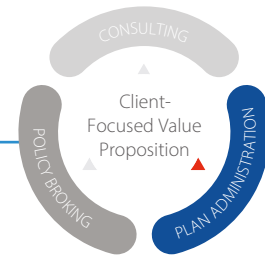 CONSULTING
Client-
Focused Value
Proposition
POLICY BROKING
PLAN ADMINISTRATION